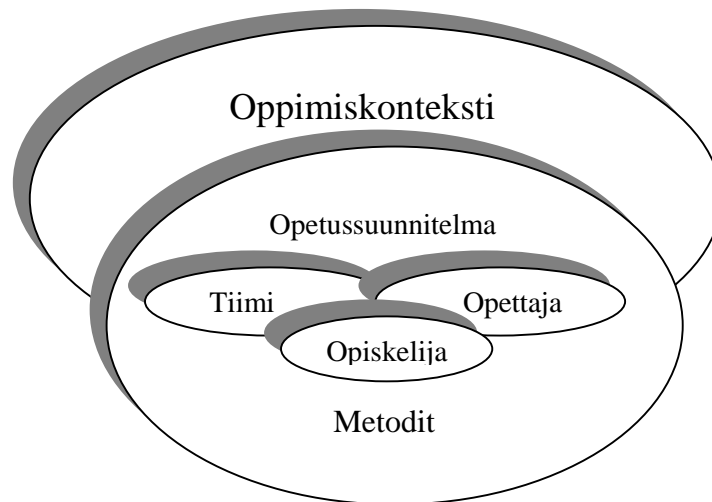 Oppimiskonteksti
Opetussuunnitelma
Tiimi
Opettaja
Opiskelija
Metodit